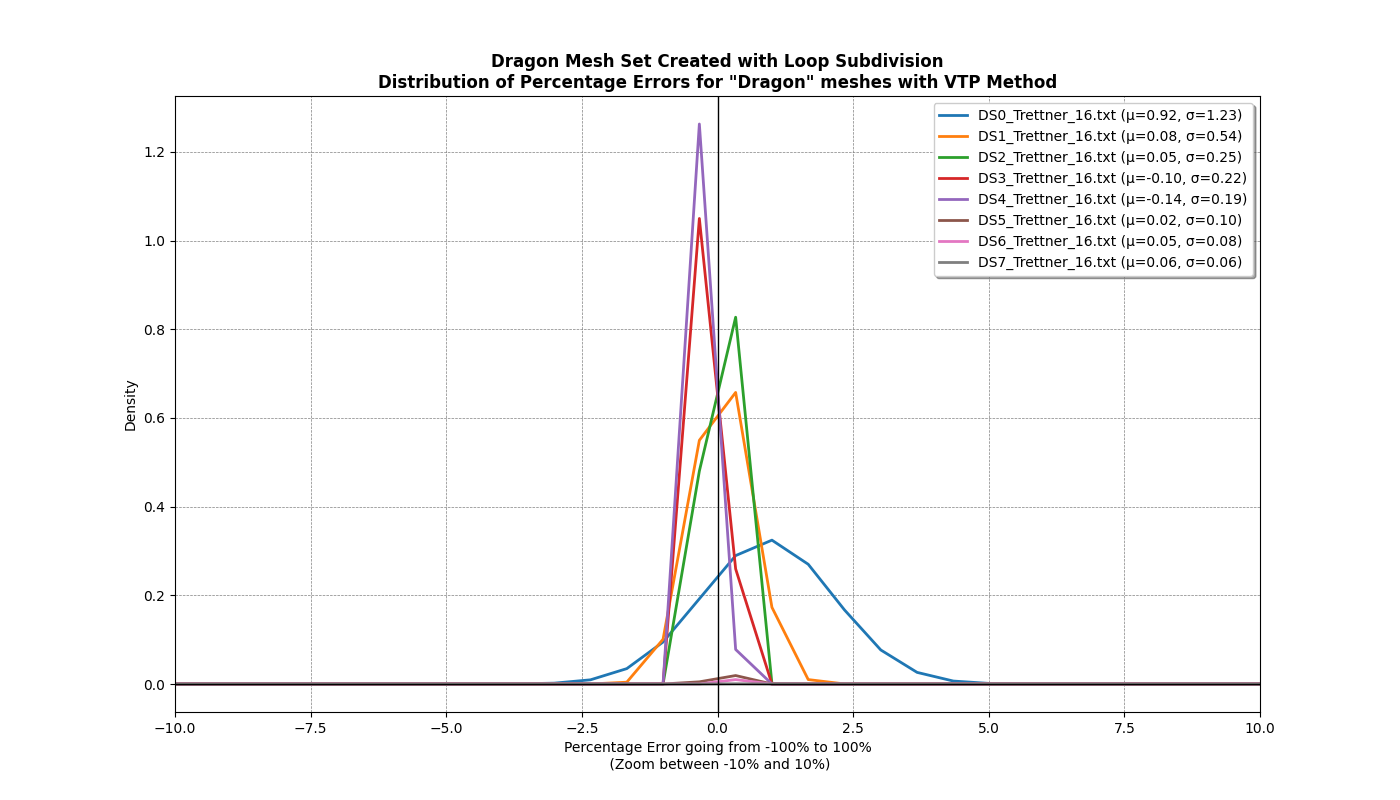 Dragon Mesh Set Created with Loop Subdivision
Distribution of Percentage Errors for "Dragon" meshes with VTP Method
DS0_Trettner_16.txt (μ=0.92, σ=1.23)
DS1_Trettner_16.txt (μ=0.08, σ=0.54)
DS2_Trettner_16.txt (μ=0.05, σ=0.25)
DS3_Trettner_16.txt (μ=-0.10, σ=0.22)
DS4_Trettner_16.txt (μ=-0.14, σ=0.19)
DS5_Trettner_16.txt (μ=0.02, σ=0.10)
DS6_Trettner_16.txt (μ=0.05, σ=0.08)
DS7_Trettner_16.txt (μ=0.06, σ=0.06)
Density
1.2
1.0
0.8
0.6
0.4
0.2
0.0
−10.0 −7.5 −5.0 −2.5 0.0 2.5 5.0 7.5 10.0
Percentage Error going from -100% to 100%
(Zoom between -10% and 10%)